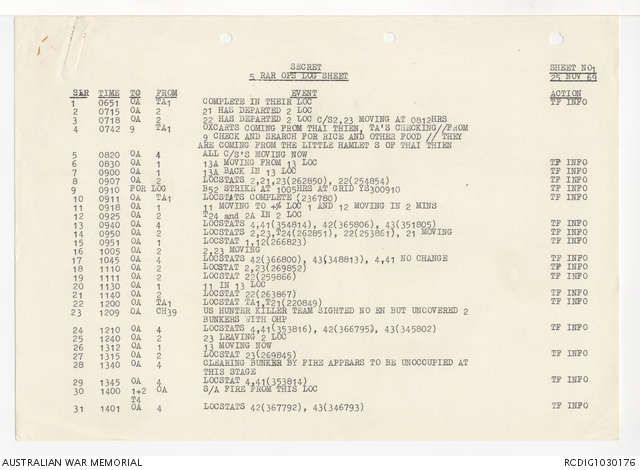 SECRET SHEET NO1
5 RAR OPS LOG SHEET 25 NOV 69
SER TIME TO FROM EVENT ACTION
1 0651 OA TA1 COMPLETE IN THEIR LOC TF INFO
2 0715 OA 2 21 HAS DEPARTED 2 LOC
3 0718 OA 2 22 HAS DEPARTED 2 LOC C/S2,23 MOVING AT 0812HRS
4 0742 9 TA1 OXCARTS COMING FROM THAI THIEN, TA'S CHECKING//FROM
9 CHECK AND SEARCH FOR RICE AND OTHER FOOD // THEY
ARE COMING FROM THE LITTLE HAMLET S OF THAI THIEN
5 0820 OA 4 ALL C/S'S MOVING NOW
6 0830 OA 1 13A MOVING FROM 13 LOC TF INFO
7 0900 OA 1 13A BACK IN 13 LOC TF INFO
8 0907 OA 2 LOCSTATS 2,21,23(262850), 22(254854) TF INFO
9 0910 FOR LOG B52 STRIKE AT 1005HRS AT GRID YS300910
10 0911 OA TA1 LOCSTATS COMPLETE (236780) TF INFO
11 0918 OA 1 11 MOVING TO LOC 1 AND 12 MOVING IN 2 MINS TF INFO
12 0925 OA 2 T24 and 2A IN 2 LOC
13 0940 OA 4 LOCSTATS 4,41(354814), 42(365806), 43(351805) TF INFO
14 0950 OA 2 LOCSTATS 2,23,T24(262851), 22(253861), 21 MOVING TF INFO
15 0951 OA 1 LOCSTATS 1,12(266823) TF INFO
16 1005 OA 2 2,23 MOVING TF INFO
17 1045 OA 4 LOCSTATS 42(366800), 43(348813), 4,41 NO CHANGE TF INFO
18 1110 OA 2 LOCSTAT 2,23(269852) TF INFO
19 1111 OA 2 LOCSTAT 22(259866) TF INFO
20 1130 OA 1 11 IN 13 LOC TF INFO
21 1140 OA 2 LOCSTAT 22(263867) TF INFO
22 1200 OA TA1 LOCSTAT TA1,T21(220849) TF INFO
23 1209 OA CH39 US HUNTER KILLER TEAM SIGHTED NO EN BUT UNCOVERED 2
BUNKERS WITH OHP
24 1210 OA 4 LOCSTATS 4,41(353816), 42(366795), 43(345802) TF INFO
25 1240 OA 2 23 LEAVING 2 LOC TF INFO
26 1312 OA 1 13 MOVING NOW TF INFO
27 1315 OA 2 LOCSTAT 23(269845) TF INFO
28 1340 OA 4 CLEARING BUNKER BY FIRE APPEARS TO BE UNOCCUPIED AT TF INFO
THIS STAGE
29 1345 OA 4 LOCSTAT 4,41(353814) TF INFO
30 1400 1+2 OA S/A FIRE FROM THIS LOC
T4
31 1401 OA 4 LOCSTATS 42(367792), 43(346793) TF INFO
AUSTRALIAN WAR MEMORIAL RCDIG1030176